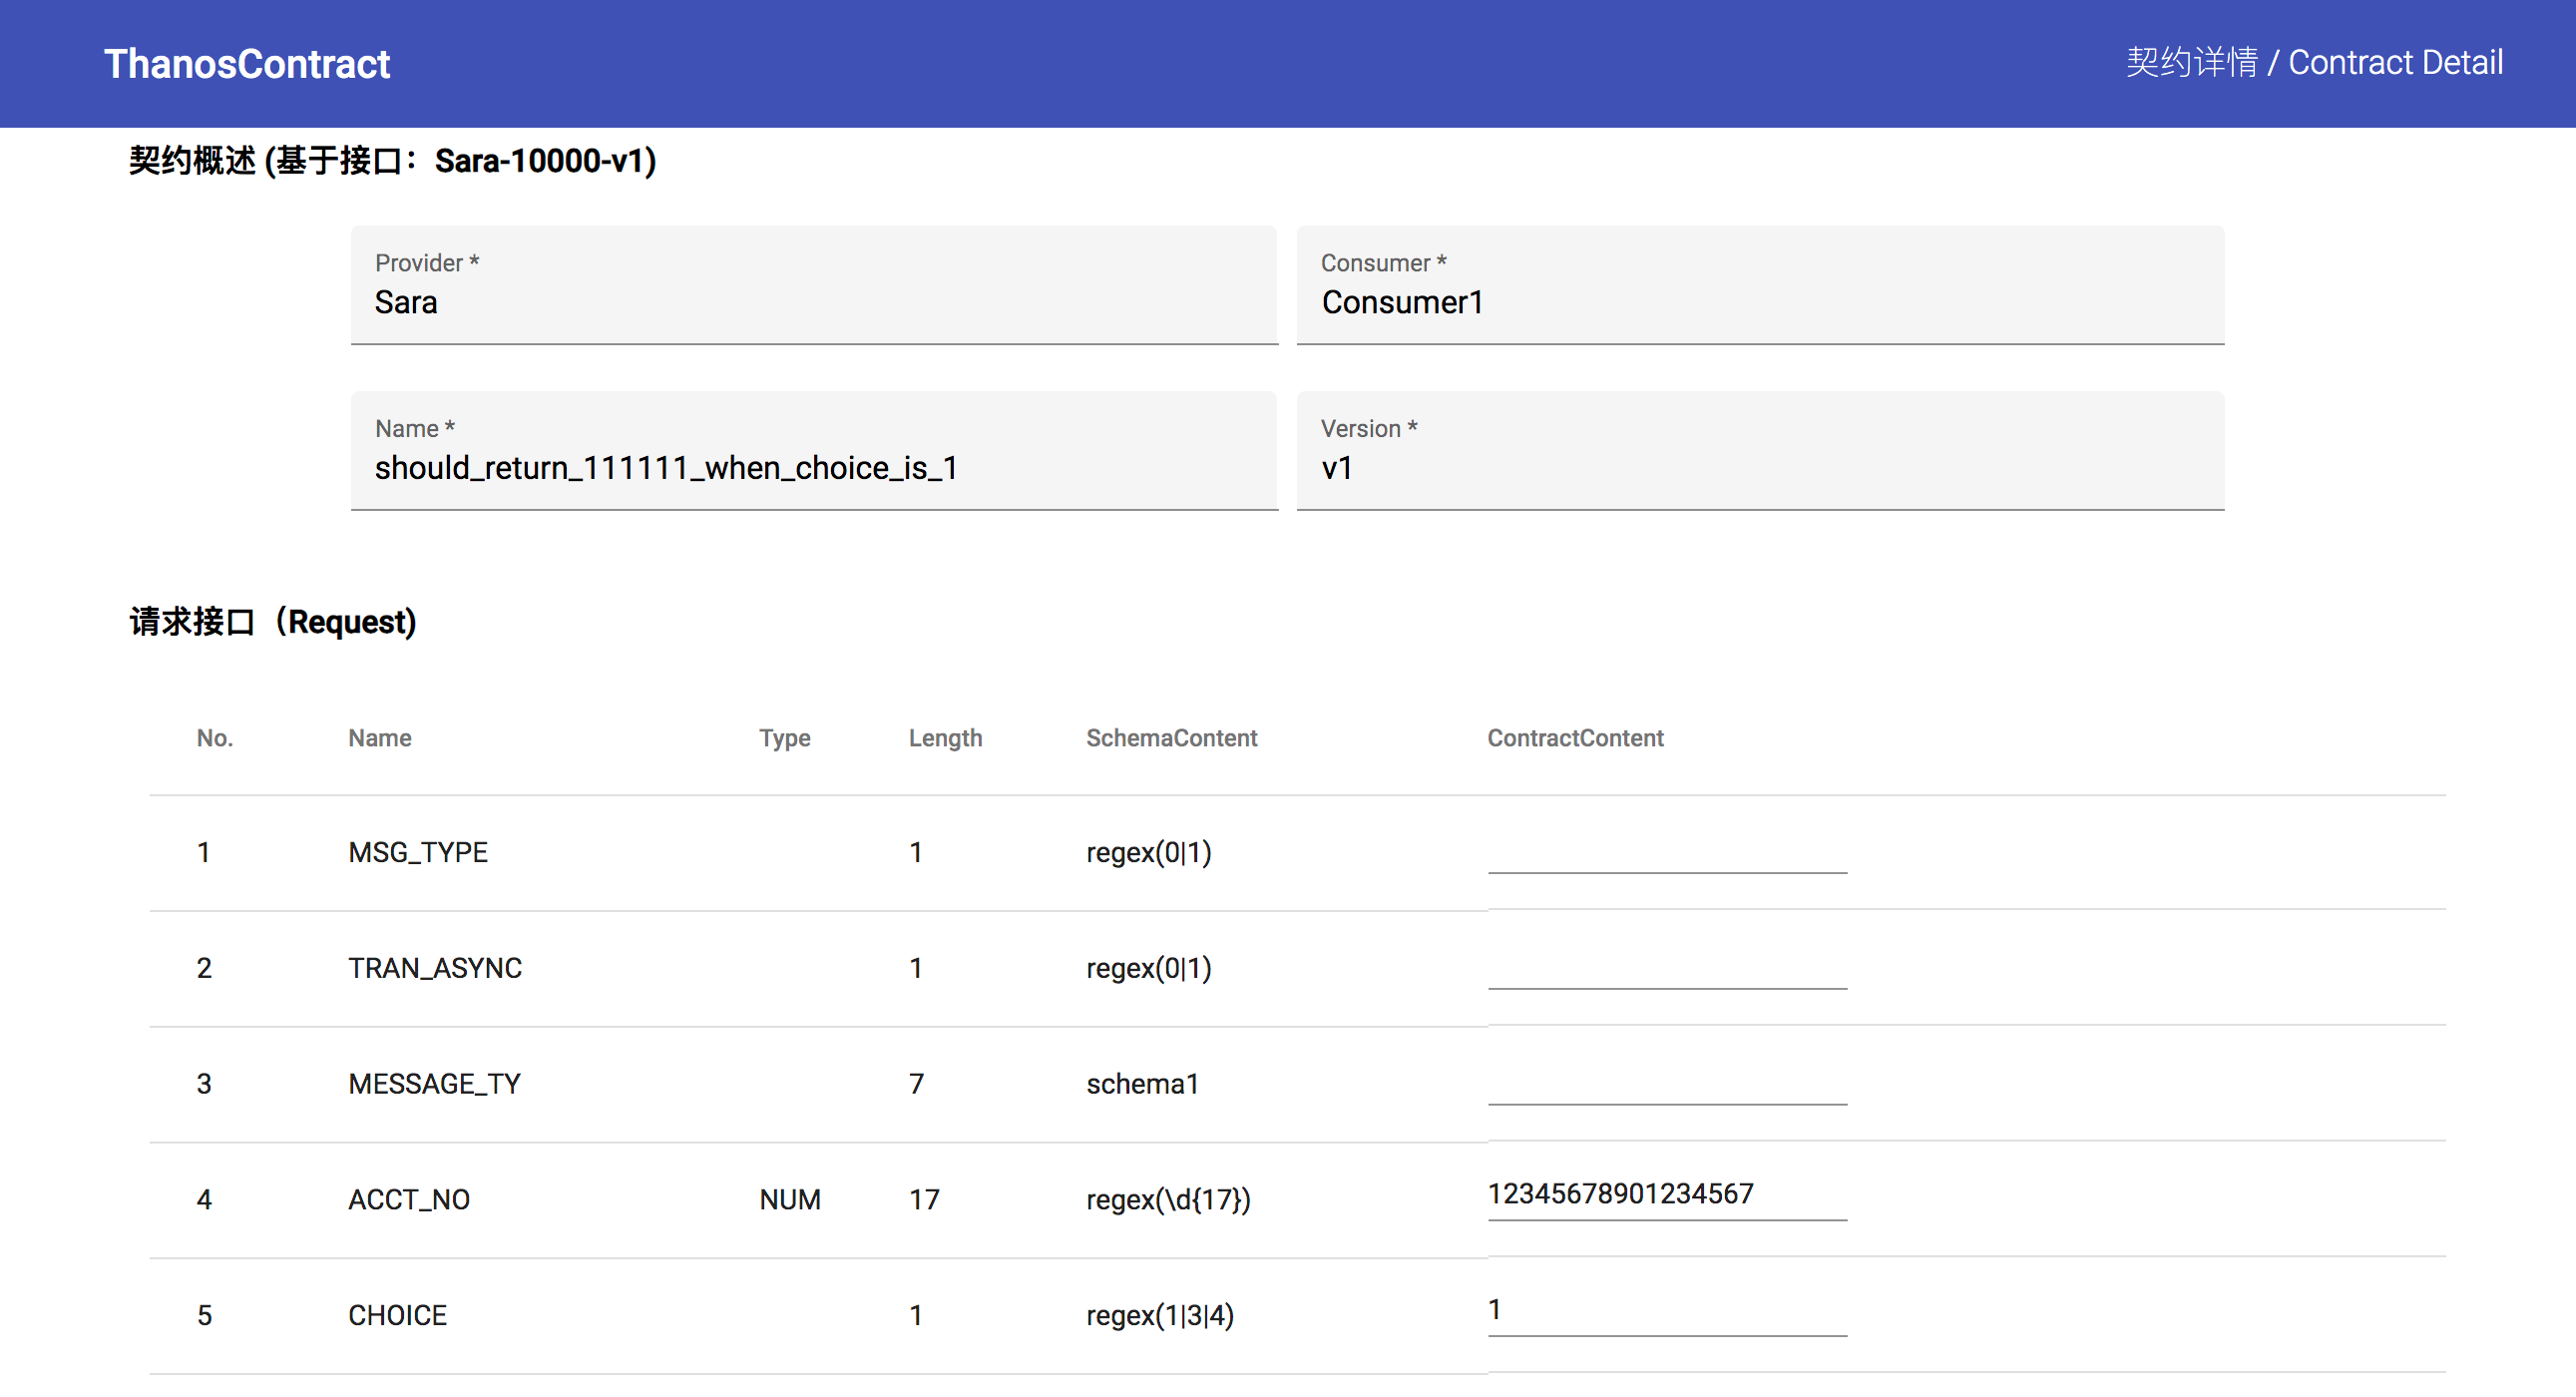 ThanosContract
契约详情 / Contract Detail
契约概述 (基于接口：Sara-10000-v1)
Provider *
Sara
Consumer *
Consumer1
Name *
should_return_111111_when_choice_is_1
Version *
v1
请求接口（Request)
No. Name Type Length SchemaContent ContractContent
1 MSG_TYPE 1 regex(0|1)
2 TRAN_ASYNC 1 regex(0|1)
3 MESSAGE_TY 7 schema1
4 ACCT_NO NUM 17 regex(\d{17}) 12345678901234567
5 CHOICE 1 regex(1|3|4) 1